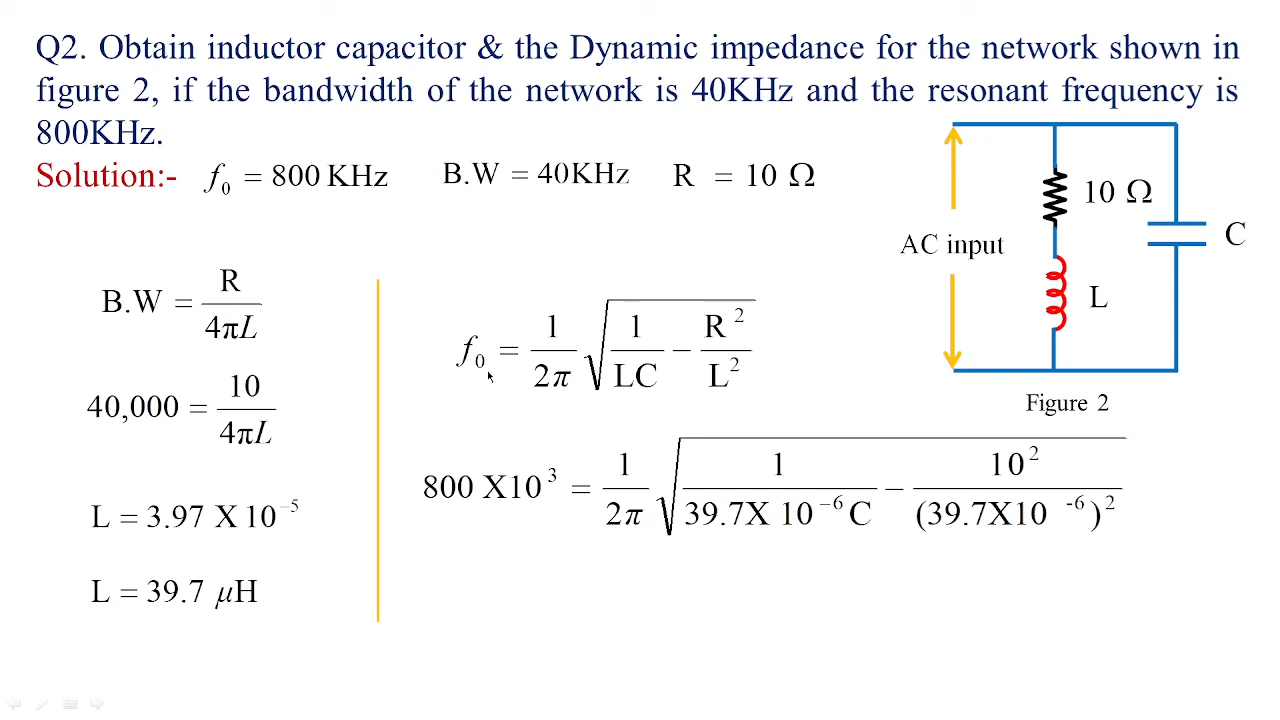 Q2. Obtain inductor capacitor & the Dynamic impedance for the network shown in
figure 2, if the bandwidth of the network is 40KHz and the resonant frequency is
800KHz.
Solution:- f₀ = 800 KHz B.W = 40KHz R = 10 Ω
10 Ω
AC input
C
L
Figure 2
B.W = R / 4πL
40,000 = 10 / 4πL
L = 3.97 X 10⁻⁵
L = 39.7 μH
f₀ = 1 / 2π √(1 / LC − R² / L²)
800 X10³ = 1 / 2π √(1 / 39.7X 10⁻⁶ C − 10² / (39.7X10⁻⁶)²)